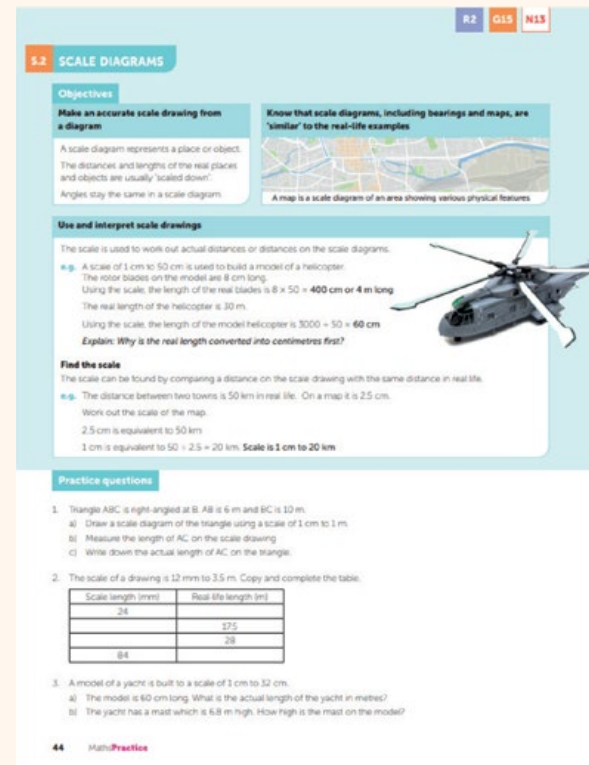 R2 G15 N13
5.2 SCALE DIAGRAMS
Objectives
Make an accurate scale drawing from
a diagram
A scale diagram represents a place or object.
The distances and lengths of the real places
and objects are usually 'scaled down'.
Angles stay the same in a scale diagram.
Know that scale diagrams, including bearings and maps, are
'similar' to the real-life examples
A map is a scale diagram of an area showing various physical features
Use and interpret scale drawings
The scale is used to work out actual distances or distances on the scale diagrams.
e.g. A scale of 1 cm to 50 cm is used to build a model of a helicopter.
The rotor blades on the model are 8 cm long.
Using the scale, the length of the real blades is 8 x 50 = 400 cm or 4 m long
The real length of the helicopter is 30 m.
Using the scale, the length of the model helicopter is 3000 ÷ 50 = 60 cm
Explain: Why is the real length converted into centimetres first?
Find the scale
The scale can be found by comparing a distance on the scale drawing with the same distance in real life.
e.g. The distance between two towns is 50 km in real life. On a map it is 2.5 cm.
Work out the scale of the map.
2.5 cm is equivalent to 50 km
1 cm is equivalent to 50 ÷ 2.5 = 20 km. Scale is 1 cm to 20 km
Practice questions
1. Triangle ABC is right-angled at B. AB is 6 m and BC is 10 m.
a) Draw a scale diagram of the triangle using a scale of 1 cm to 1 m.
b) Measure the length of AC on the scale drawing
c) Write down the actual length of AC on the triangle.
2. The scale of a drawing is 12 mm to 3.5 m. Copy and complete the table.
Scale length (mm) Real-life length (m)
24
17.5
28
84
3. A model of a yacht is built to a scale of 1 cm to 32 cm.
a) The model is 60 cm long. What is the actual length of the yacht in metres?
b) The yacht has a mast which is 6.8 m high. How high is the mast on the model?
44 MathsPractice